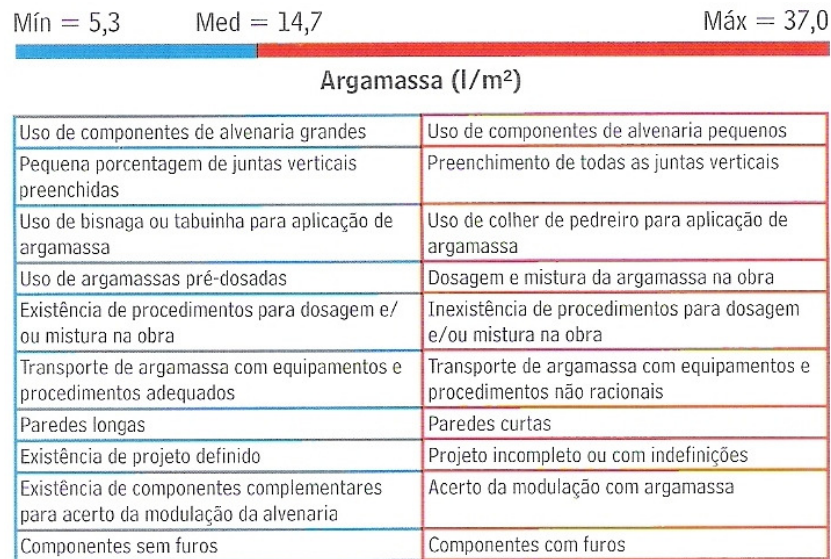 Mín = 5,3 Med = 14,7 Máx = 37,0
Argamassa (l/m²)
Uso de componentes de alvenaria grandes
Uso de componentes de alvenaria pequenos
Pequena porcentagem de juntas verticais
preenchidas
Preenchimento de todas as juntas verticais
Uso de bisnaga ou tabuinha para aplicação de
argamassa
Uso de colher de pedreiro para aplicação de
argamassa
Uso de argamassas pré-dosadas
Dosagem e mistura da argamassa na obra
Existência de procedimentos para dosagem e/
ou mistura na obra
Inexistência de procedimentos para dosagem
e/ou mistura na obra
Transporte de argamassa com equipamentos e
procedimentos adequados
Transporte de argamassa com equipamentos e
procedimentos não racionais
Paredes longas
Paredes curtas
Existência de projeto definido
Projeto incompleto ou com indefinições
Existência de componentes complementares
para acerto da modulação da alvenaria
Acerto da modulação com argamassa
Componentes sem furos
Componentes com furos